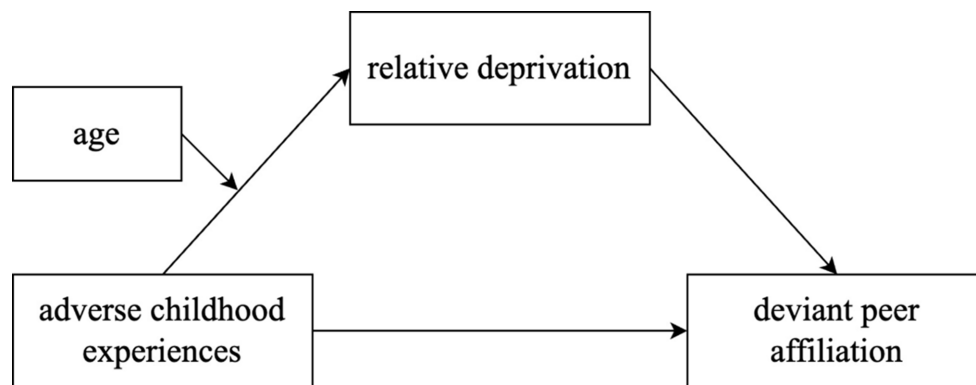 relative deprivation
age
adverse childhood
experiences
deviant peer
affiliation